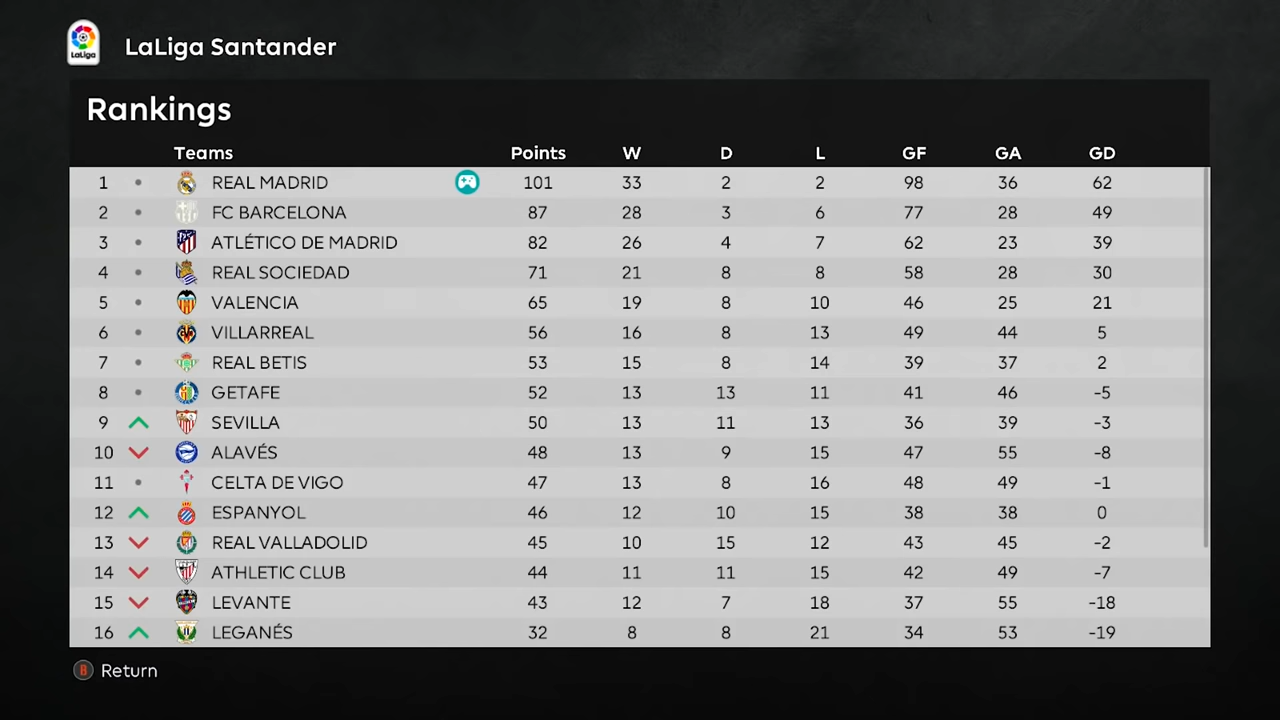 LaLiga
LaLiga Santander
Rankings
Teams Points W D L GF GA GD
1 REAL MADRID 101 33 2 2 98 36 62
2 FC BARCELONA 87 28 3 6 77 28 49
3 ATLÉTICO DE MADRID 82 26 4 7 62 23 39
4 REAL SOCIEDAD 71 21 8 8 58 28 30
5 VALENCIA 65 19 8 10 46 25 21
6 VILLARREAL 56 16 8 13 49 44 5
7 REAL BETIS 53 15 8 14 39 37 2
8 GETAFE 52 13 13 11 41 46 -5
9 SEVILLA 50 13 11 13 36 39 -3
10 ALAVÉS 48 13 9 15 47 55 -8
11 CELTA DE VIGO 47 13 8 16 48 49 -1
12 ESPANYOL 46 12 10 15 38 38 0
13 REAL VALLADOLID 45 10 15 12 43 45 -2
14 ATHLETIC CLUB 44 11 11 15 42 49 -7
15 LEVANTE 43 12 7 18 37 55 -18
16 LEGANÉS 32 8 8 21 34 53 -19
B Return